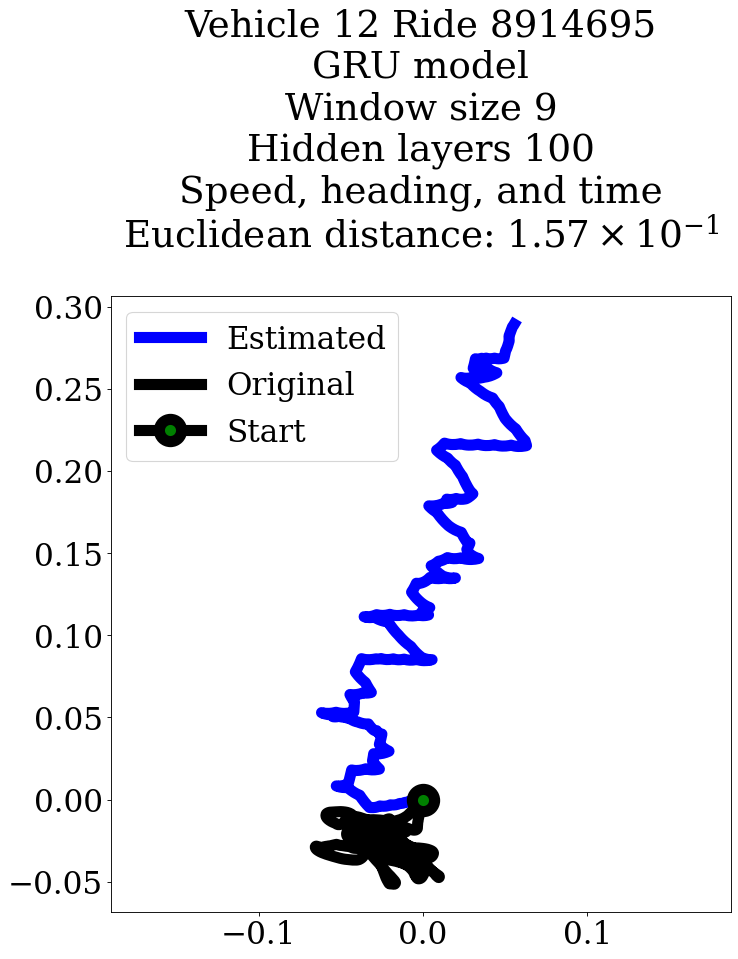 Vehicle 12 Ride 8914695
GRU model
Window size 9
Hidden layers 100
Speed, heading, and time
Euclidean distance: 1.57 × 10⁻¹
0.30
Estimated
0.25
Original
Start
0.20
0.15
0.10
0.05
0.00
−0.05
−0.1
0.0
0.1